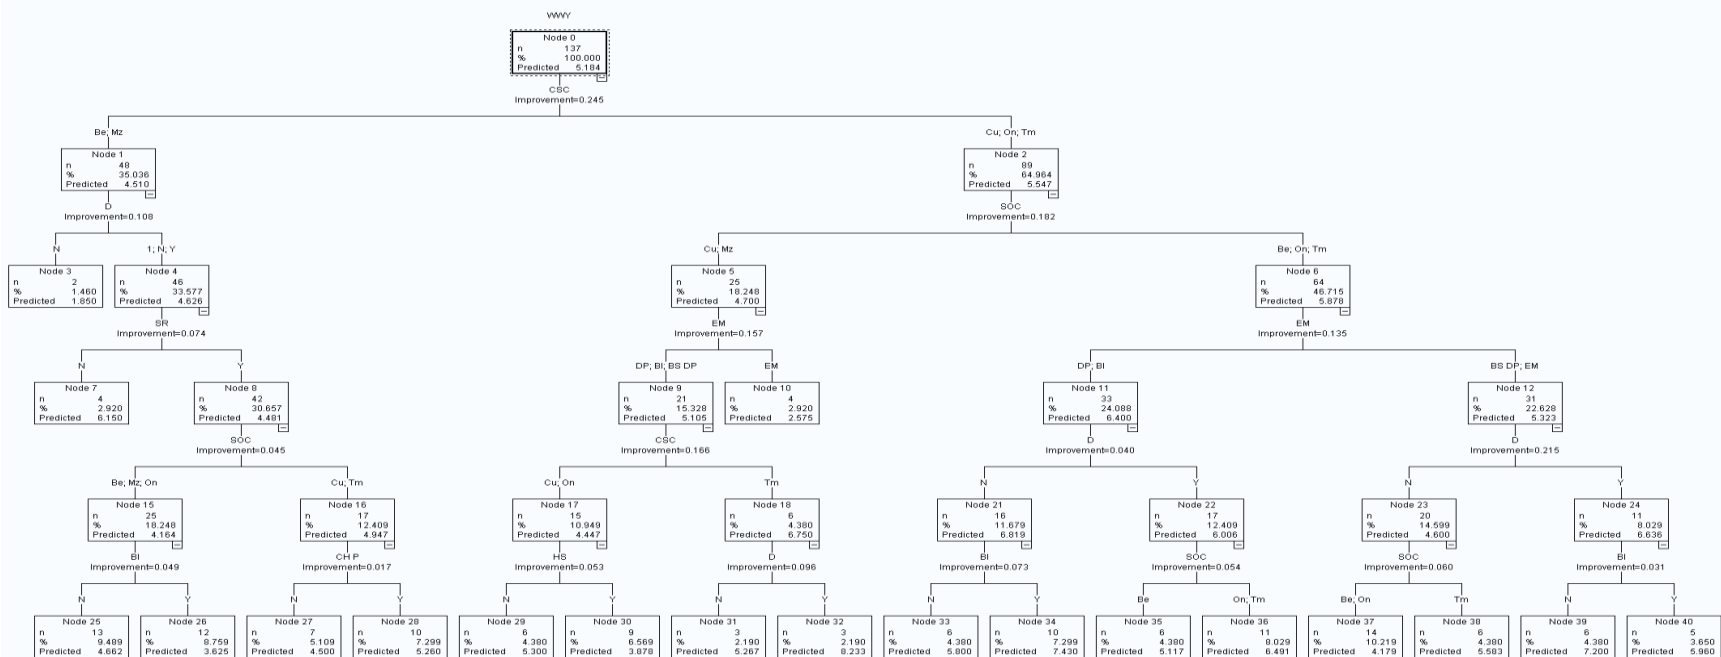 WWY
Node 0
n 137
% 100.000
Predicted 5.184
CSC
Improvement=0.245
Be; Mz
Cu; On; Tm
Node 1
n 48
% 35.036
Predicted 4.510
Node 2
n 89
% 64.964
Predicted 5.547
D
Improvement=0.108
SOC
Improvement=0.182
N
1; N; Y
Cu; Mz
Be; On; Tm
Node 3
n 2
% 1.460
Predicted 1.850
Node 4
n 46
% 33.577
Predicted 4.626
Node 5
n 25
% 18.248
Predicted 4.700
Node 6
n 64
% 46.715
Predicted 5.878
SR
Improvement=0.074
EM
Improvement=0.157
EM
Improvement=0.135
N
Y
DP; BI; BS DP
EM
DP; BI
BS DP; EM
Node 7
n 4
% 2.920
Predicted 6.150
Node 8
n 42
% 30.657
Predicted 4.481
Node 9
n 21
% 15.328
Predicted 5.105
Node 10
n 4
% 2.920
Predicted 2.575
Node 11
n 33
% 24.088
Predicted 6.400
Node 12
n 31
% 22.628
Predicted 5.323
SOC
Improvement=0.045
CSC
Improvement=0.166
D
Improvement=0.040
D
Improvement=0.215
Be; Mz; On
Cu; Tm
Cu; On
Tm
N
Y
N
Y
Node 15
n 25
% 18.248
Predicted 4.164
Node 16
n 17
% 12.409
Predicted 4.947
Node 17
n 15
% 10.949
Predicted 4.447
Node 18
n 6
% 4.380
Predicted 6.750
Node 21
n 16
% 11.679
Predicted 6.819
Node 22
n 17
% 12.409
Predicted 6.006
Node 23
n 20
% 14.599
Predicted 4.600
Node 24
n 11
% 8.029
Predicted 6.636
BI
Improvement=0.049
CH P
Improvement=0.017
HS
Improvement=0.053
D
Improvement=0.096
BI
Improvement=0.073
SOC
Improvement=0.054
SOC
Improvement=0.060
BI
Improvement=0.031
N
Y
N
Y
N
Y
N
Y
N
Y
Be
On; Tm
Be; On
Tm
N
Y
Node 25
n 13
% 9.489
Predicted 4.662
Node 26
n 12
% 8.759
Predicted 3.625
Node 27
n 7
% 5.109
Predicted 4.500
Node 28
n 10
% 7.299
Predicted 5.260
Node 29
n 6
% 4.380
Predicted 5.300
Node 30
n 9
% 6.569
Predicted 3.878
Node 31
n 3
% 2.190
Predicted 5.267
Node 32
n 3
% 2.190
Predicted 8.233
Node 33
n 6
% 4.380
Predicted 5.800
Node 34
n 10
% 7.299
Predicted 7.430
Node 35
n 6
% 4.380
Predicted 5.117
Node 36
n 11
% 8.029
Predicted 6.491
Node 37
n 14
% 10.219
Predicted 4.179
Node 38
n 6
% 4.380
Predicted 5.583
Node 39
n 6
% 4.380
Predicted 7.200
Node 40
n 5
% 3.650
Predicted 5.960